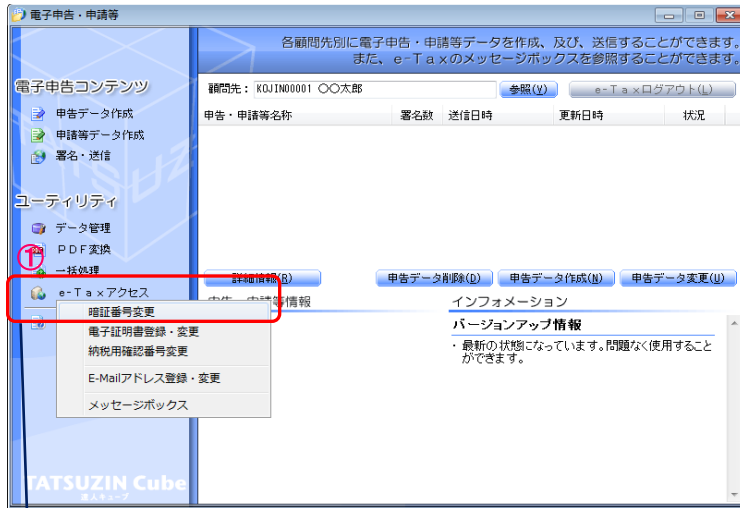 電子申告・申請等
各顧問先別に電子申告・申請等データを作成、及び、送信することができます。
また、e-Taxのメッセージボックスを参照することができます。
電子申告コンテンツ
申告データ作成
申請等データ作成
署名・送信
ユーティリティ
データ管理
PDF変換
一括処理
e-Taxアクセス
①
顧問先: KOJIN00001 〇〇太郎
参照(Y)
e-Taxログアウト(L)
申告・申請等名称 署名数 送信日時 更新日時 状況
詳細情報(R) 申告データ削除(D) 申告データ作成(N) 申告データ変更(U)
申告・申請等情報
インフォメーション
バージョンアップ情報
・最新の状態になっています。問題なく使用すること
ができます。
暗証番号変更
電子証明書登録・変更
納税用確認番号変更
E-Mailアドレス登録・変更
メッセージボックス
TATSUZIN Cube
達人キューブ